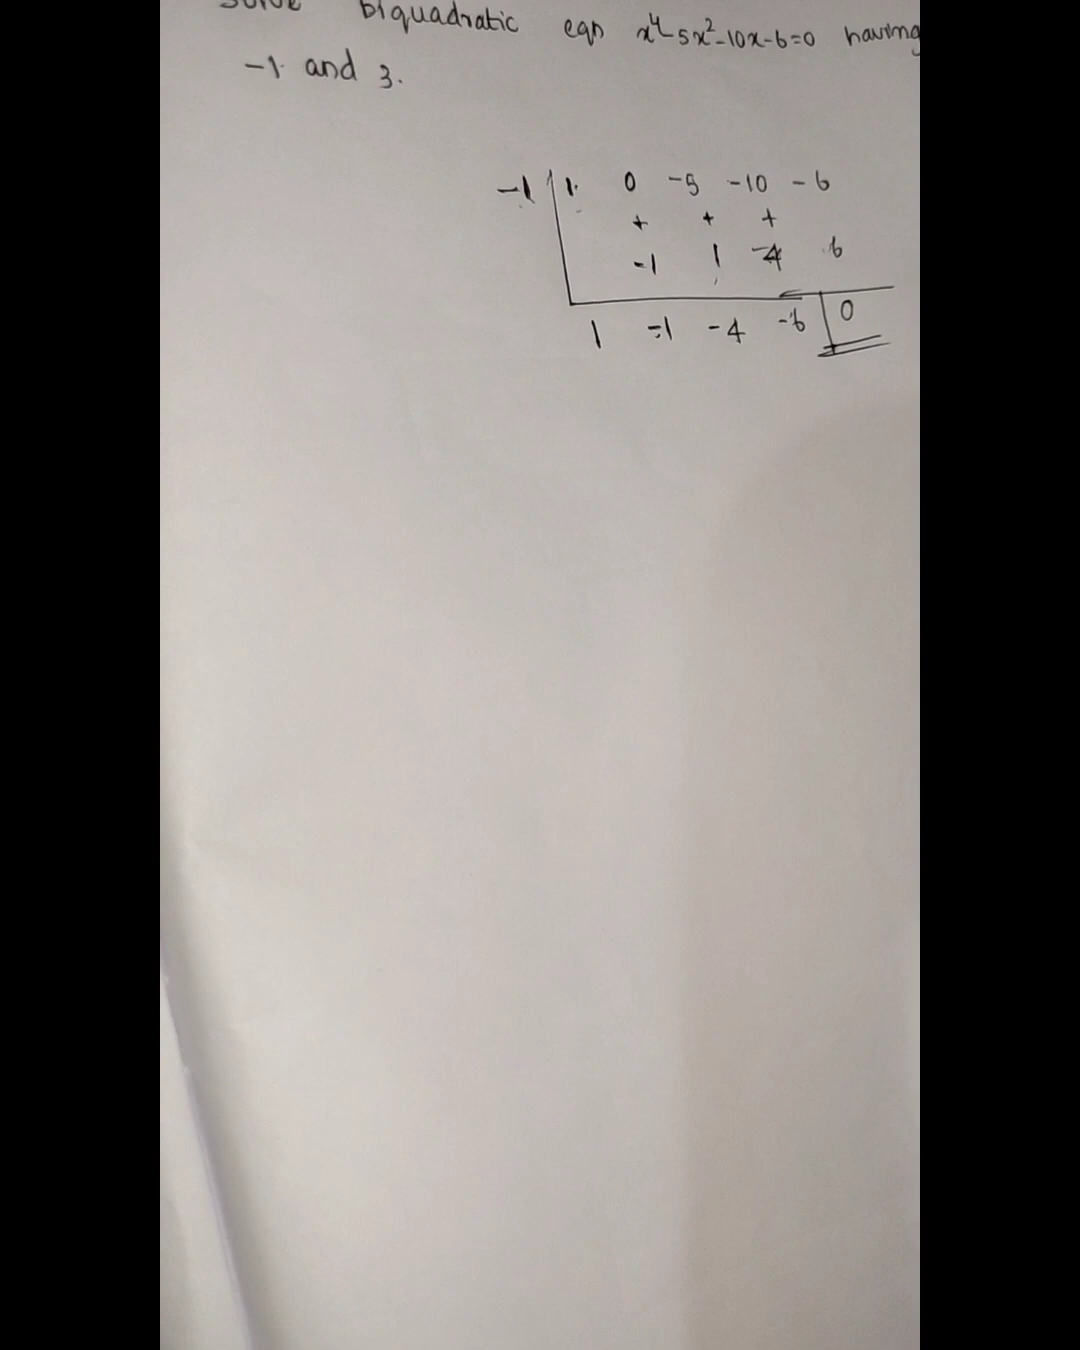 Solve biquadratic eqn x⁴-5x²-10x-6=0 having
-1 and 3.
-1 | 1 0 -5 -10 -6
+ + +
-1 1 -4 6
1 -1 -4 -6 | 0